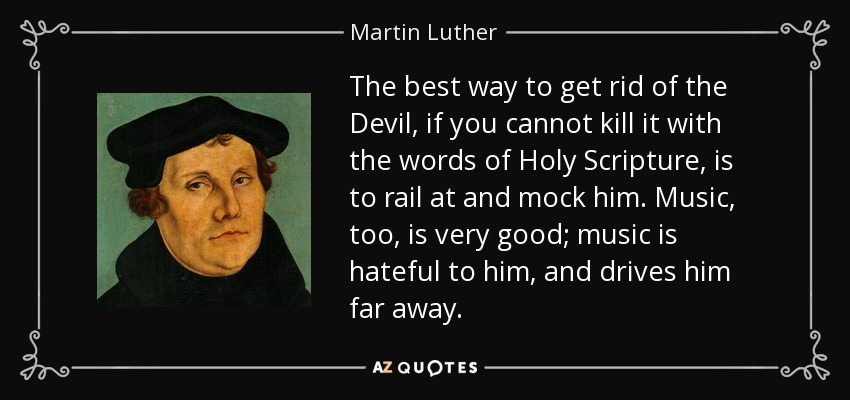 Martin Luther
The best way to get rid of the
Devil, if you cannot kill it with
the words of Holy Scripture, is
to rail at and mock him. Music,
too, is very good; music is
hateful to him, and drives him
far away.
AZ QUOTES